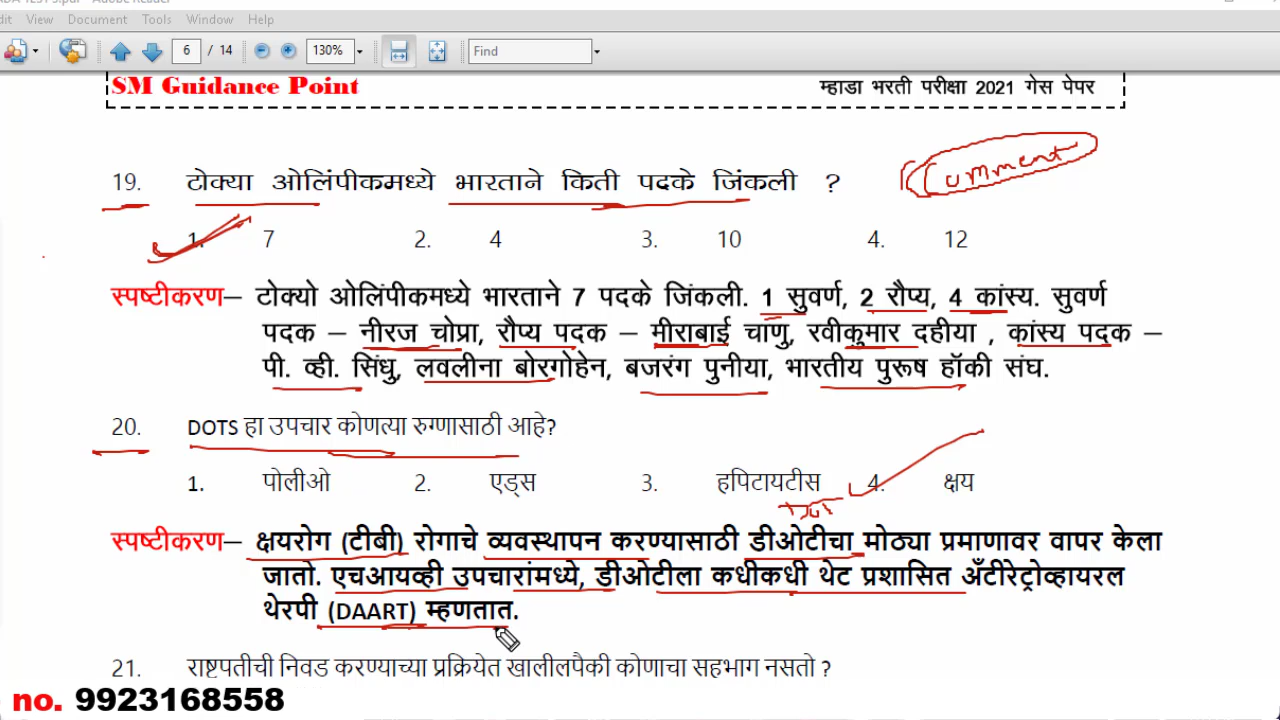 dit View Document Tools Window Help
6 / 14 130% Find
SM Guidance Point म्हाडा भरती परीक्षा 2021 गेस पेपर
comment
19. टोक्या ओलिंपीकमध्ये भारताने किती पदके जिंकली ?
1. 7 2. 4 3. 10 4. 12
स्पष्टीकरण– टोक्यो ओलिंपीकमध्ये भारताने 7 पदके जिंकली. 1 सुवर्ण, 2 रौप्य, 4 कांस्य. सुवर्ण
पदक – नीरज चोप्रा, रौप्य पदक – मीराबाई चाणु, रवीकुमार दहीया , कांस्य पदक –
पी. व्ही. सिंधु, लवलीना बोरगोहेन, बजरंग पुनीया, भारतीय पुरूष हॉकी संघ.
20. DOTS हा उपचार कोणत्या रुग्णासाठी आहे?
1. पोलीओ 2. एड्स 3. हपिटायटीस 4. क्षय
स्पष्टीकरण– क्षयरोग (टीबी) रोगाचे व्यवस्थापन करण्यासाठी डीओटीचा मोठ्या प्रमाणावर वापर केला
जातो. एचआयव्ही उपचारांमध्ये, डीओटीला कधीकधी थेट प्रशासित अँटीरेट्रोव्हायरल
थेरपी (DAART) म्हणतात.
21. राष्ट्रपतीची निवड करण्याच्या प्रक्रियेत खालीलपैकी कोणाचा सहभाग नसतो ?
no. 9923168558